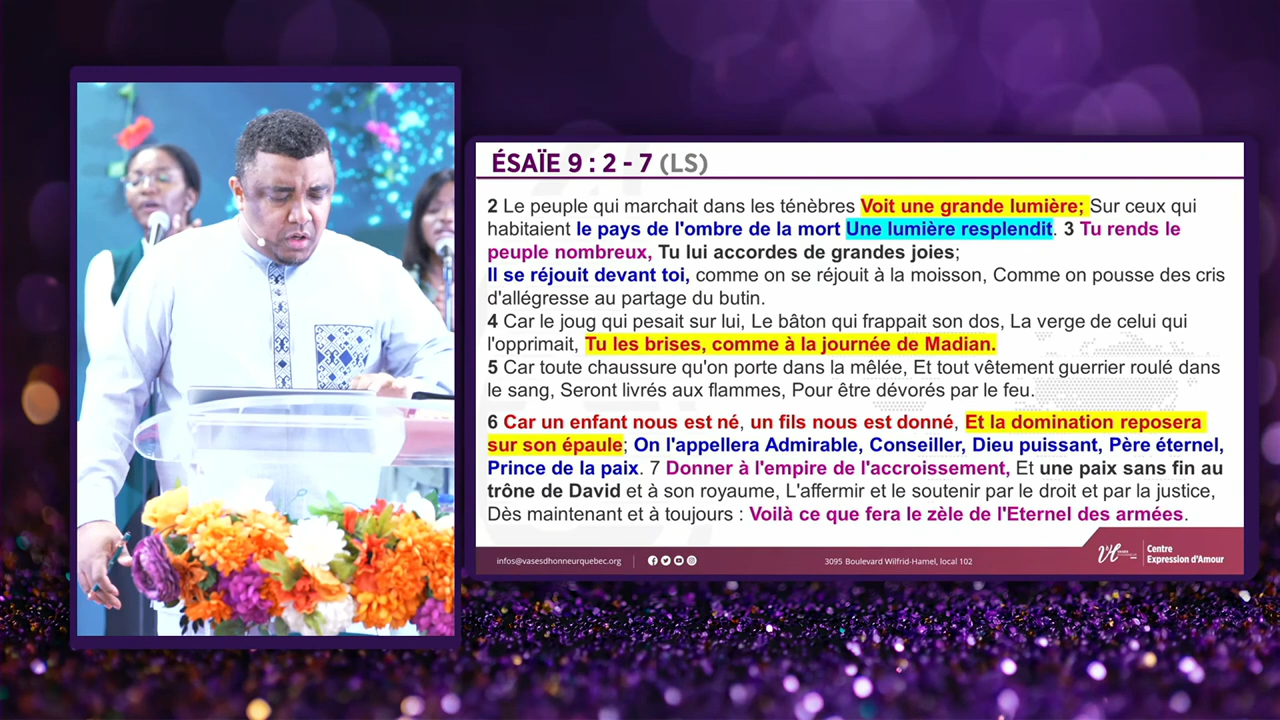 ÉSAÏE 9 : 2 - 7 (LS)
2 Le peuple qui marchait dans les ténèbres Voit une grande lumière; Sur ceux qui
habitaient le pays de l'ombre de la mort Une lumière resplendit. 3 Tu rends le
peuple nombreux, Tu lui accordes de grandes joies;
Il se réjouit devant toi, comme on se réjouit à la moisson, Comme on pousse des cris
d'allégresse au partage du butin.
4 Car le joug qui pesait sur lui, Le bâton qui frappait son dos, La verge de celui qui
l'opprimait, Tu les brises, comme à la journée de Madian.
5 Car toute chaussure qu'on porte dans la mêlée, Et tout vêtement guerrier roulé dans
le sang, Seront livrés aux flammes, Pour être dévorés par le feu.
6 Car un enfant nous est né, un fils nous est donné, Et la domination reposera
sur son épaule; On l'appellera Admirable, Conseiller, Dieu puissant, Père éternel,
Prince de la paix. 7 Donner à l'empire de l'accroissement, Et une paix sans fin au
trône de David et à son royaume, L'affermir et le soutenir par le droit et par la justice,
Dès maintenant et à toujours : Voilà ce que fera le zèle de l'Eternel des armées.
infos@vasesdhonneurquebec.org
3095 Boulevard Wilfrid-Hamel, local 102
Centre
Expression d'Amour